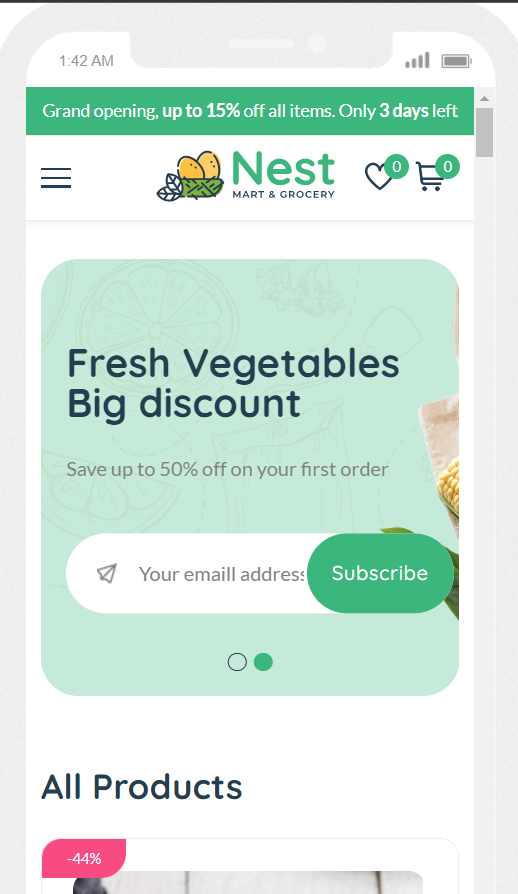 1:42 AM
Grand opening, up to 15% off all items. Only 3 days left
Nest
MART & GROCERY
0
0
Fresh Vegetables
Big discount
Save up to 50% off on your first order
Your emaill address
Subscribe
All Products
-44%